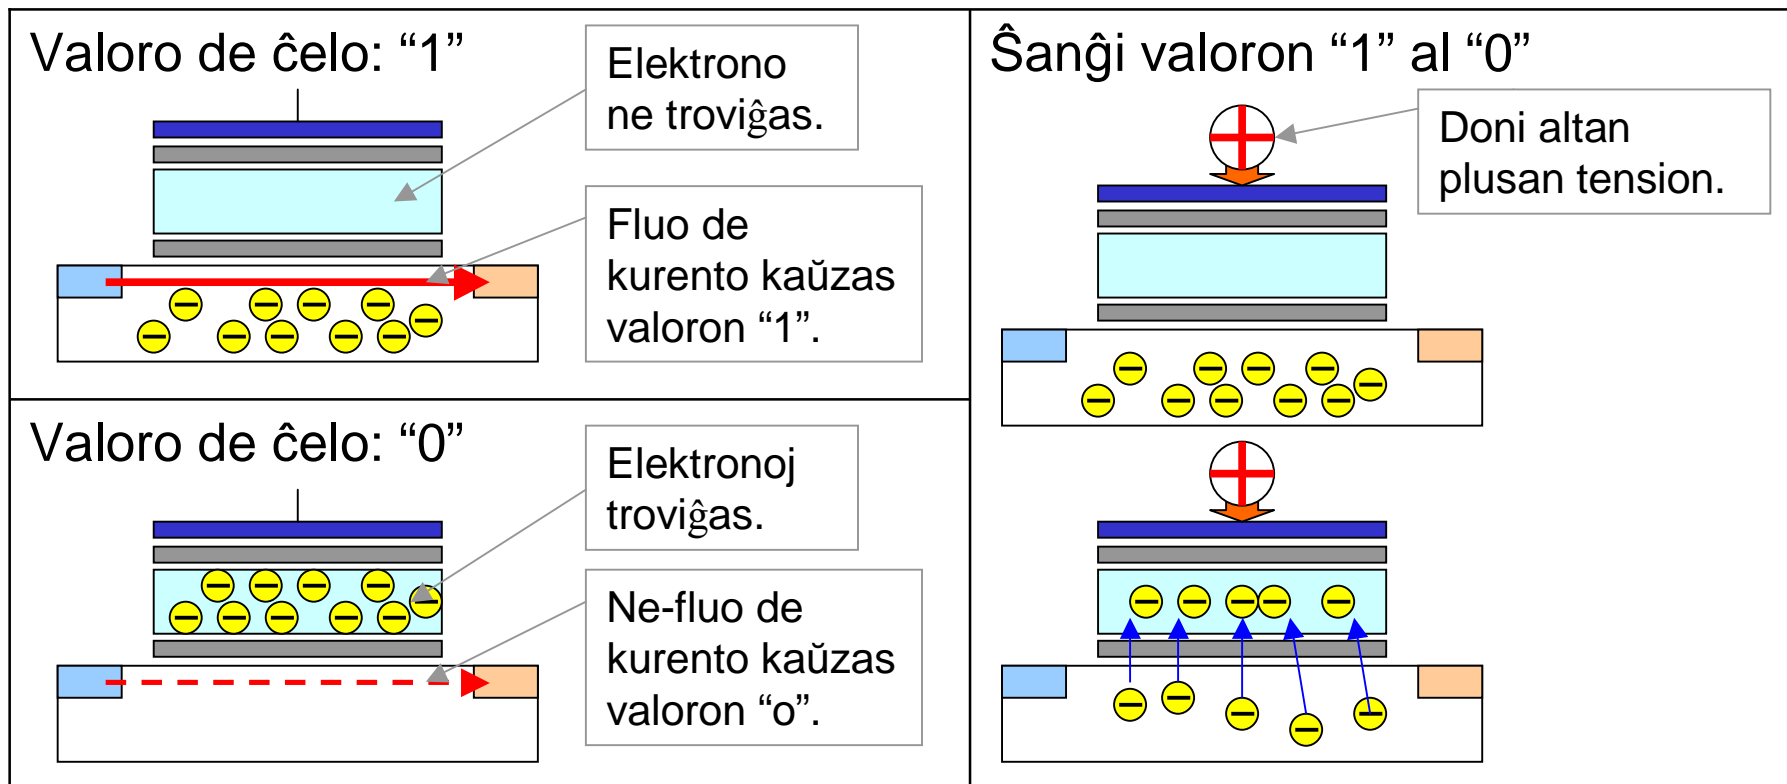 Valoro de ĉelo: “1”
Elektrono
ne troviĝas.
Fluo de
kurento kaŭzas
valoron “1”.
Valoro de ĉelo: “0”
Elektronoj
troviĝas.
Ne-fluo de
kurento kaŭzas
valoron “o”.
Ŝanĝi valoron “1” al “0”
Doni altan
plusan tension.